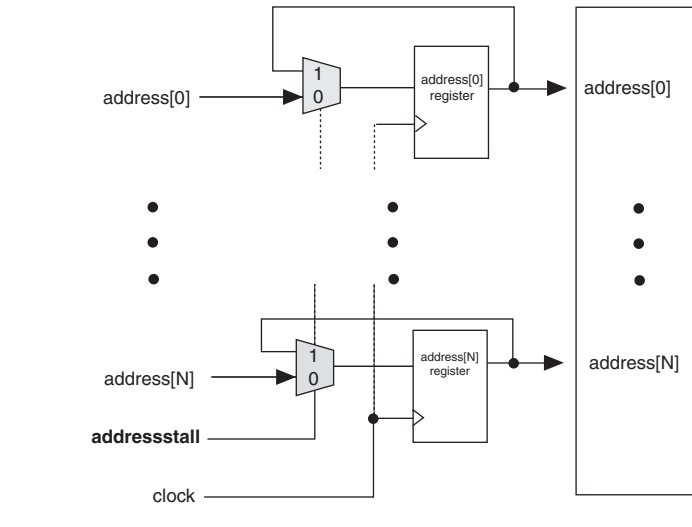 1
0
address[0]
address[0]
register
address[0]
1
0
address[N]
address[N]
register
address[N]
addressstall
clock